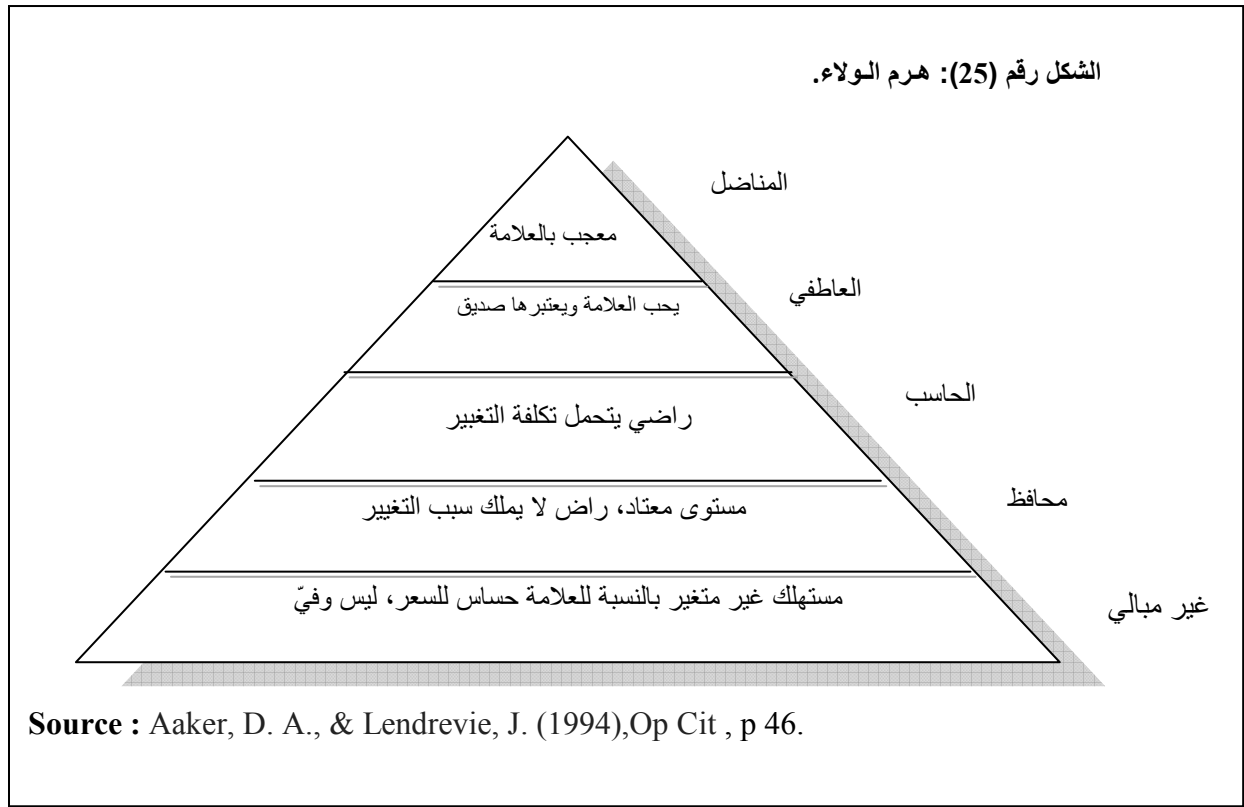 الشكل رقم (25): هـرم الـولاء.
المناضل
معجب بالعلامة
العاطفي
يحب العلامة ويعتبرها صديق
الحاسب
راضي يتحمل تكلفة التغيير
محافظ
مستوى معتاد، راض لا يملك سبب التغيير
غير مبالي
مستهلك غير متغير بالنسبة للعلامة حساس للسعر، ليس وفيّ
Source : Aaker, D. A., & Lendrevie, J. (1994),Op Cit , p 46.